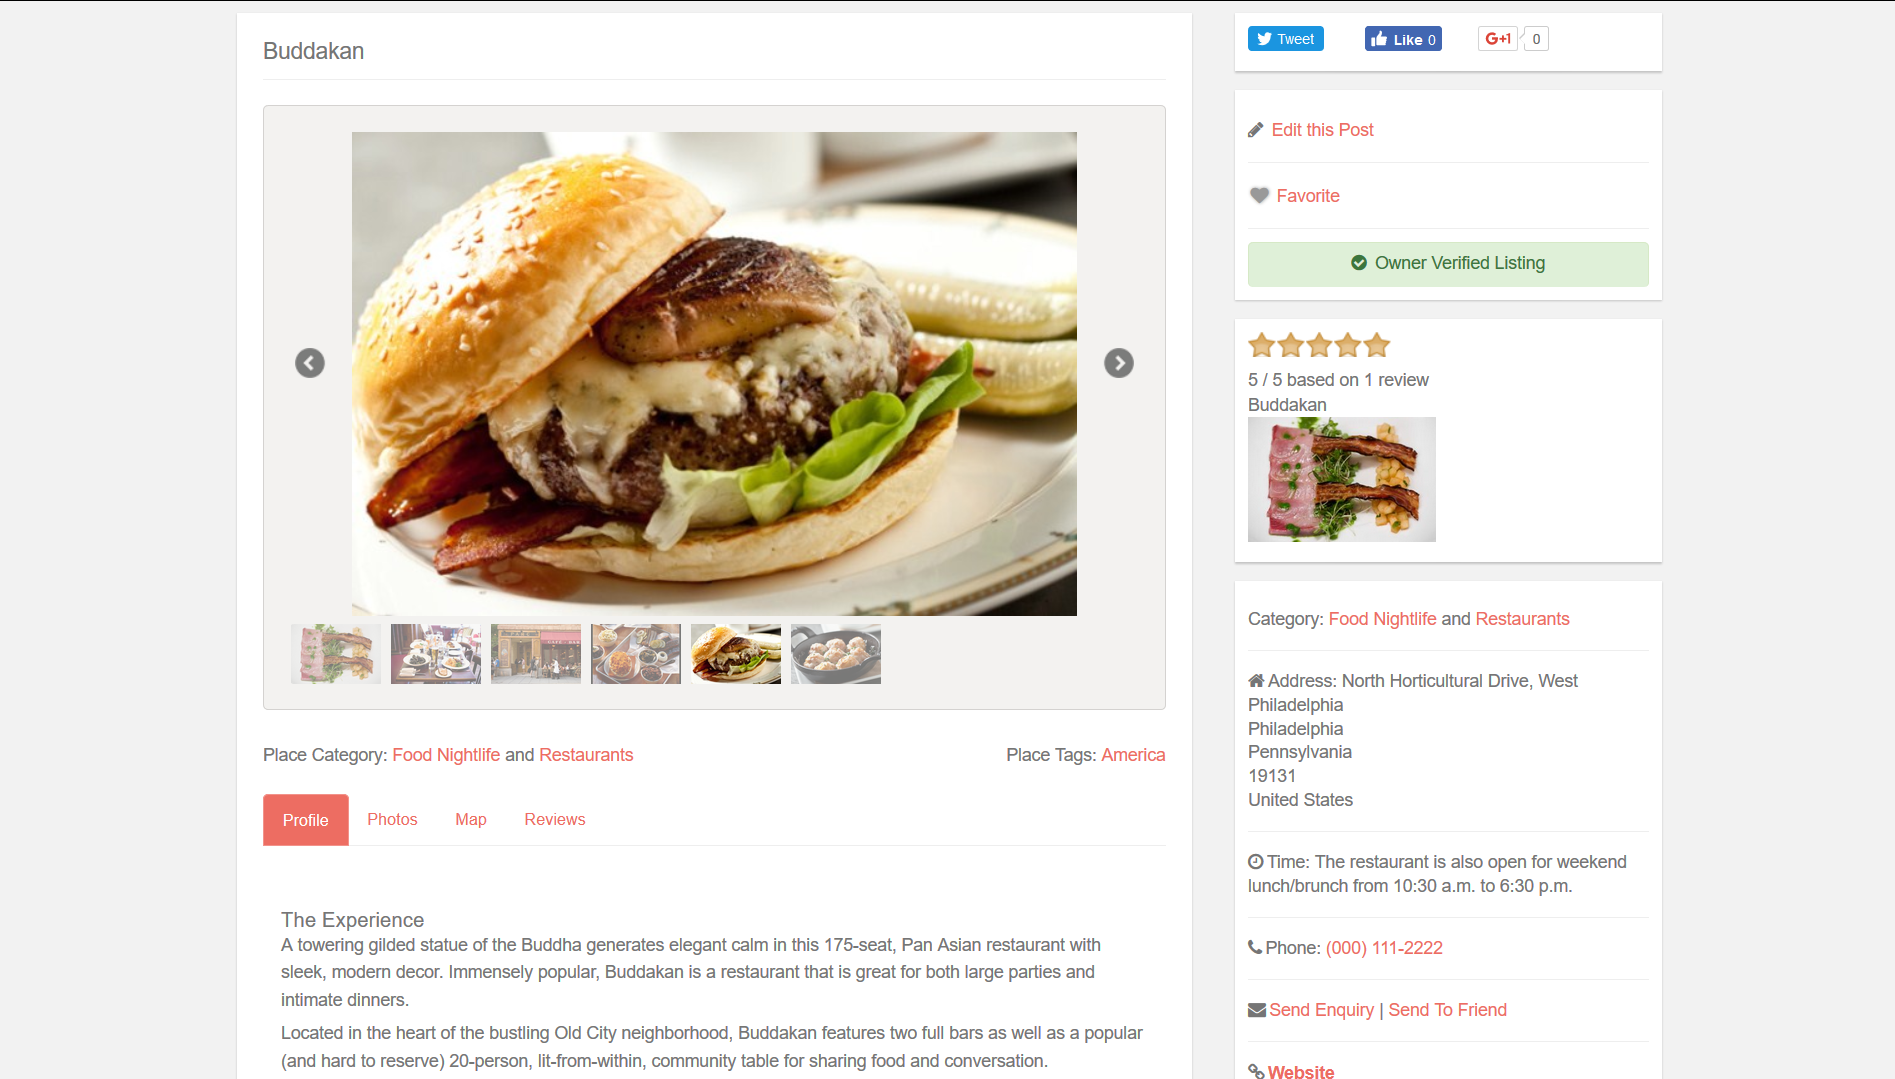 Buddakan
Place Category: Food Nightlife and Restaurants
Place Tags: America
Profile
Photos
Map
Reviews
The Experience
A towering gilded statue of the Buddha generates elegant calm in this 175-seat, Pan Asian restaurant with
sleek, modern decor. Immensely popular, Buddakan is a restaurant that is great for both large parties and
intimate dinners.
Located in the heart of the bustling Old City neighborhood, Buddakan features two full bars as well as a popular
(and hard to reserve) 20-person, lit-from-within, community table for sharing food and conversation.
Tweet
Like 0
G+1
0
Edit this Post
Favorite
Owner Verified Listing
5 / 5 based on 1 review
Buddakan
Category: Food Nightlife and Restaurants
Address: North Horticultural Drive, West
Philadelphia
Philadelphia
Pennsylvania
19131
United States
Time: The restaurant is also open for weekend
lunch/brunch from 10:30 a.m. to 6:30 p.m.
Phone: (000) 111-2222
Send Enquiry | Send To Friend
Website